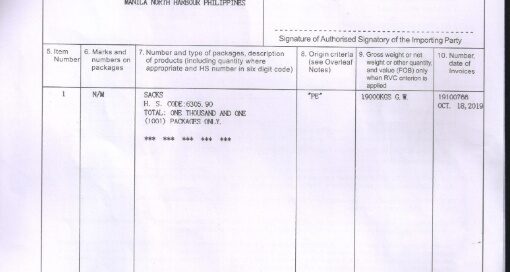 MANILA NORTH HARBOUR PHILIPPINES
Signature of Authorised Signatory of the Importing Party
5. Item Number
6. Marks and numbers on packages
7. Number and type of packages, description of products (including quantity where appropriate and HS number in six digit code)
8. Origin criteria (see Overleaf Notes)
9. Gross weight or net weight or other quantity, and value (FOB) only when RVC criterion is applied
10. Number, date of Invoices
1
N/M
SACKS
H. S. CODE:6305.90
TOTAL: ONE THOUSAND AND ONE
(1001) PACKAGES ONLY.
*** *** *** *** ***
"PE"
19000KGS G.W.
19100766
OCT. 18,2019